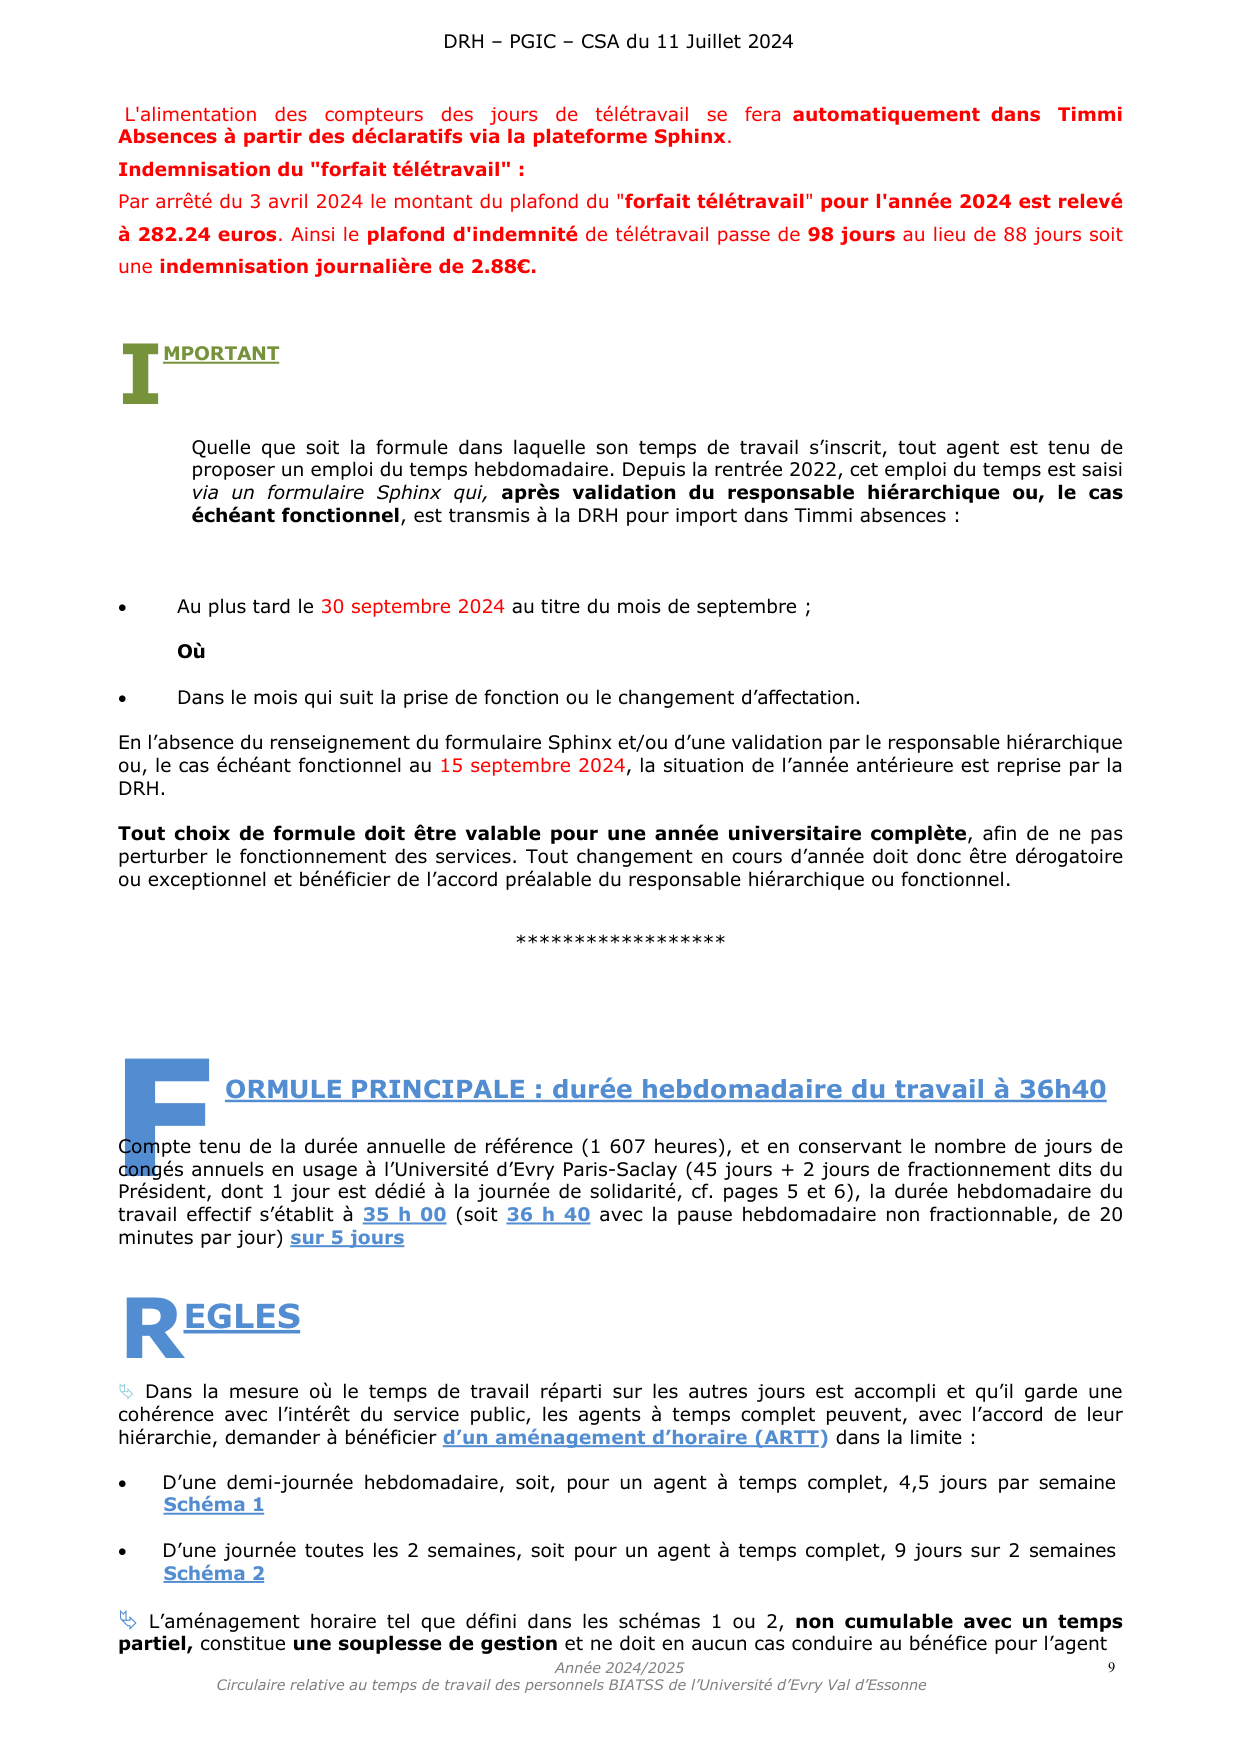 DRH – PGIC – CSA du 11 Juillet 2024
L'alimentation des compteurs des jours de télétravail se fera automatiquement dans Timmi
Absences à partir des déclaratifs via la plateforme Sphinx.
Indemnisation du "forfait télétravail" :
Par arrêté du 3 avril 2024 le montant du plafond du "forfait télétravail" pour l'année 2024 est relevé
à 282.24 euros. Ainsi le plafond d'indemnité de télétravail passe de 98 jours au lieu de 88 jours soit
une indemnisation journalière de 2.88€.
IMPORTANT
Quelle que soit la formule dans laquelle son temps de travail s’inscrit, tout agent est tenu de
proposer un emploi du temps hebdomadaire. Depuis la rentrée 2022, cet emploi du temps est saisi
via un formulaire Sphinx qui, après validation du responsable hiérarchique ou, le cas
échéant fonctionnel, est transmis à la DRH pour import dans Timmi absences :
• Au plus tard le 30 septembre 2024 au titre du mois de septembre ;
Où
• Dans le mois qui suit la prise de fonction ou le changement d’affectation.
En l’absence du renseignement du formulaire Sphinx et/ou d’une validation par le responsable hiérarchique
ou, le cas échéant fonctionnel au 15 septembre 2024, la situation de l’année antérieure est reprise par la
DRH.
Tout choix de formule doit être valable pour une année universitaire complète, afin de ne pas
perturber le fonctionnement des services. Tout changement en cours d’année doit donc être dérogatoire
ou exceptionnel et bénéficier de l’accord préalable du responsable hiérarchique ou fonctionnel.
******************
FORMULE PRINCIPALE : durée hebdomadaire du travail à 36h40
Compte tenu de la durée annuelle de référence (1 607 heures), et en conservant le nombre de jours de
congés annuels en usage à l’Université d’Evry Paris-Saclay (45 jours + 2 jours de fractionnement dits du
Président, dont 1 jour est dédié à la journée de solidarité, cf. pages 5 et 6), la durée hebdomadaire du
travail effectif s’établit à 35 h 00 (soit 36 h 40 avec la pause hebdomadaire non fractionnable, de 20
minutes par jour) sur 5 jours
REGLES
Dans la mesure où le temps de travail réparti sur les autres jours est accompli et qu’il garde une
cohérence avec l’intérêt du service public, les agents à temps complet peuvent, avec l’accord de leur
hiérarchie, demander à bénéficier d’un aménagement d’horaire (ARTT) dans la limite :
• D’une demi-journée hebdomadaire, soit, pour un agent à temps complet, 4,5 jours par semaine
Schéma 1
• D’une journée toutes les 2 semaines, soit pour un agent à temps complet, 9 jours sur 2 semaines
Schéma 2
L’aménagement horaire tel que défini dans les schémas 1 ou 2, non cumulable avec un temps
partiel, constitue une souplesse de gestion et ne doit en aucun cas conduire au bénéfice pour l’agent
Année 2024/2025 9
Circulaire relative au temps de travail des personnels BIATSS de l’Université d’Evry Val d’Essonne